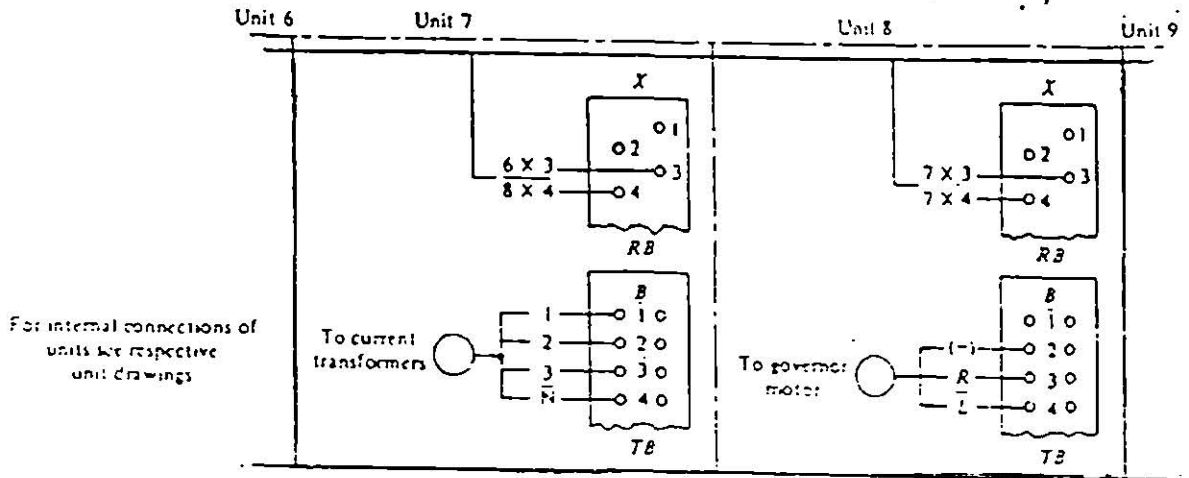 Unit 6
Unit 7
Unit 8
Unit 9
X
1
2
6 X 3
3
8 X 4
4
RB
X
1
2
7 X 3
3
7 X 4
4
RB
For internal connections of
units see respective
unit drawings
To current
transformers
B
1
1
2
2
3
3
N
4
TB
To governor
motor
B
1
(-)
2
R
3
L
4
TB